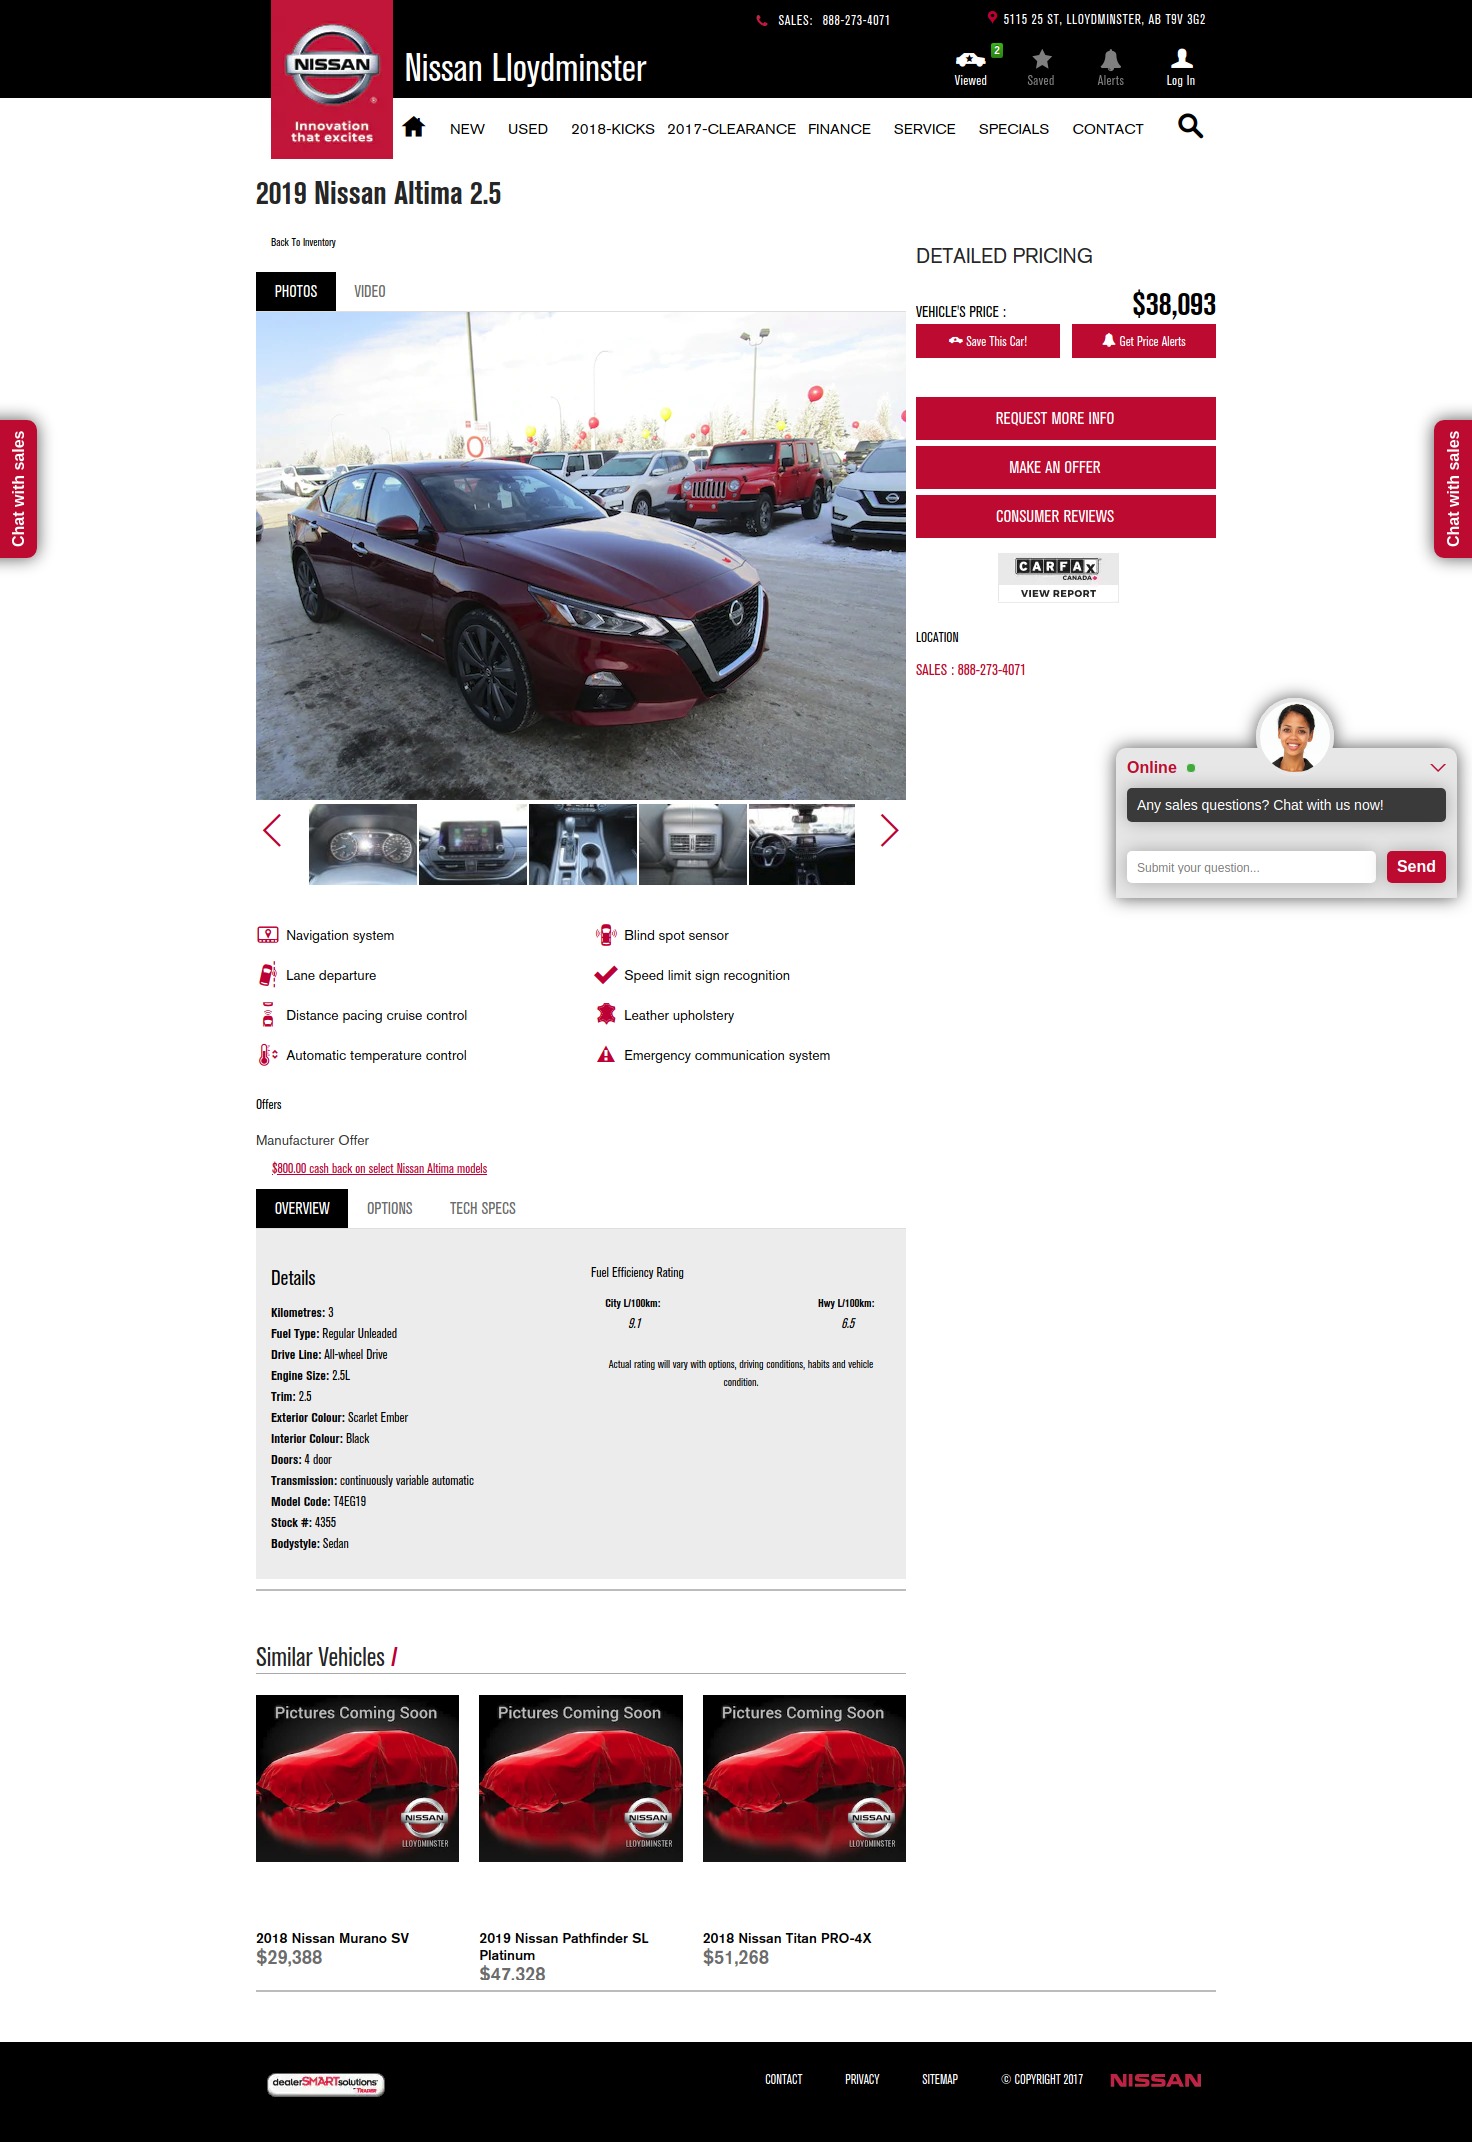 SALES: 888-273-4071
5115 25 ST, LLOYDMINSTER, AB T9V 3G2
NISSAN
®
Innovation
that excites
Nissan Lloydminster
2
Viewed
Saved
Alerts
Log In
NEW
USED
2018-KICKS
2017-CLEARANCE
FINANCE
SERVICE
SPECIALS
CONTACT
2019 Nissan Altima 2.5
Back To Inventory
PHOTOS
VIDEO
DETAILED PRICING
VEHICLE'S PRICE :
$38,093
Save This Car!
Get Price Alerts
REQUEST MORE INFO
MAKE AN OFFER
CONSUMER REVIEWS
CARFAX
CANADA
VIEW REPORT
LOCATION
SALES : 888-273-4071
Chat with sales
Chat with sales
Online
Any sales questions? Chat with us now!
Submit your question...
Send
Navigation system
Blind spot sensor
Lane departure
Speed limit sign recognition
Distance pacing cruise control
Leather upholstery
Automatic temperature control
Emergency communication system
Offers
Manufacturer Offer
$800.00 cash back on select Nissan Altima models
OVERVIEW
OPTIONS
TECH SPECS
Details
Kilometres: 3
Fuel Type: Regular Unleaded
Drive Line: All-wheel Drive
Engine Size: 2.5L
Trim: 2.5
Exterior Colour: Scarlet Ember
Interior Colour: Black
Doors: 4 door
Transmission: continuously variable automatic
Model Code: T4EG19
Stock #: 4355
Bodystyle: Sedan
Fuel Efficiency Rating
City L/100km:
Hwy L/100km:
9.1
6.5
Actual rating will vary with options, driving conditions, habits and vehicle
condition.
Similar Vehicles /
Pictures Coming Soon
NISSAN
LLOYDMINSTER
Pictures Coming Soon
NISSAN
LLOYDMINSTER
Pictures Coming Soon
NISSAN
LLOYDMINSTER
2018 Nissan Murano SV
$29,388
2019 Nissan Pathfinder SL
Platinum
$47,328
2018 Nissan Titan PRO-4X
$51,268
dealerSMARTsolutions
TRADER
CONTACT
PRIVACY
SITEMAP
© COPYRIGHT 2017
NISSAN